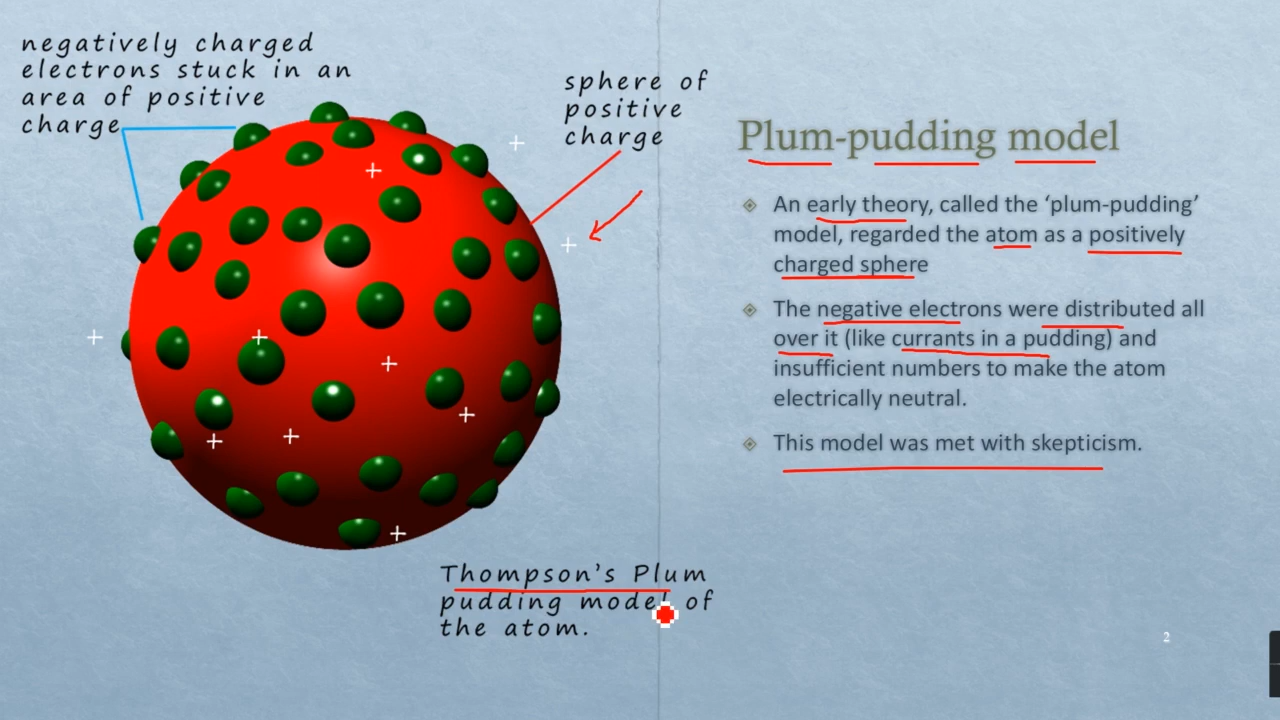 negatively charged
electrons stuck in an
area of positive
charge
sphere of
positive
charge
Thompson's Plum
pudding model of
the atom.
Plum-pudding model
An early theory, called the ‘plum-pudding’
model, regarded the atom as a positively
charged sphere
The negative electrons were distributed all
over it (like currants in a pudding) and
insufficient numbers to make the atom
electrically neutral.
This model was met with skepticism.
2